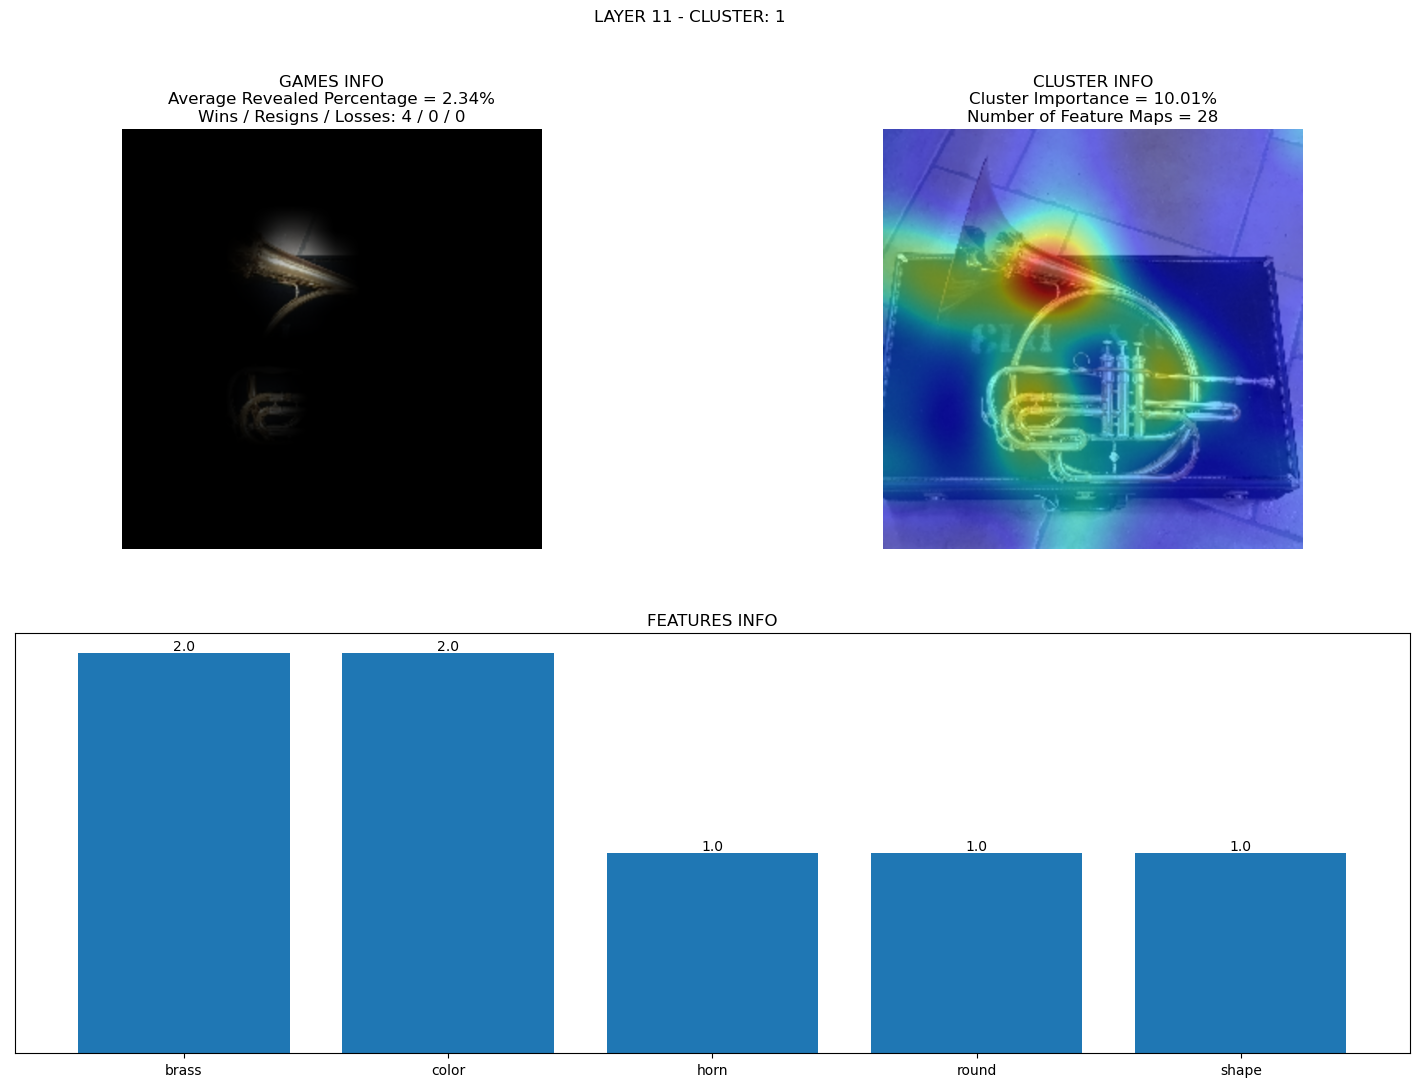 LAYER 11 - CLUSTER: 1
GAMES INFO
Average Revealed Percentage = 2.34%
Wins / Resigns / Losses: 4 / 0 / 0
CLUSTER INFO
Cluster Importance = 10.01%
Number of Feature Maps = 28
FEATURES INFO
2.0
2.0
1.0
1.0
1.0
brass
color
horn
round
shape